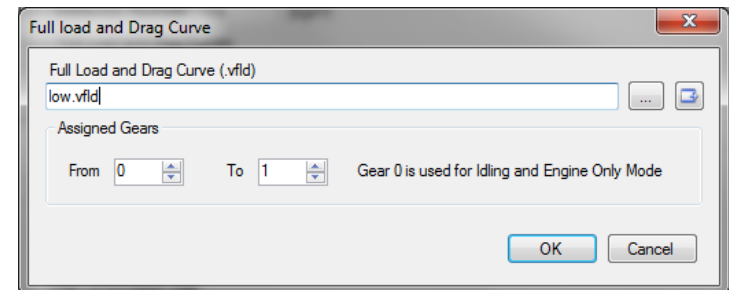 Full load and Drag Curve
Full Load and Drag Curve (.vfld)
low.vfld
...
Assigned Gears
From 0 To 1 Gear 0 is used for Idling and Engine Only Mode
OK Cancel